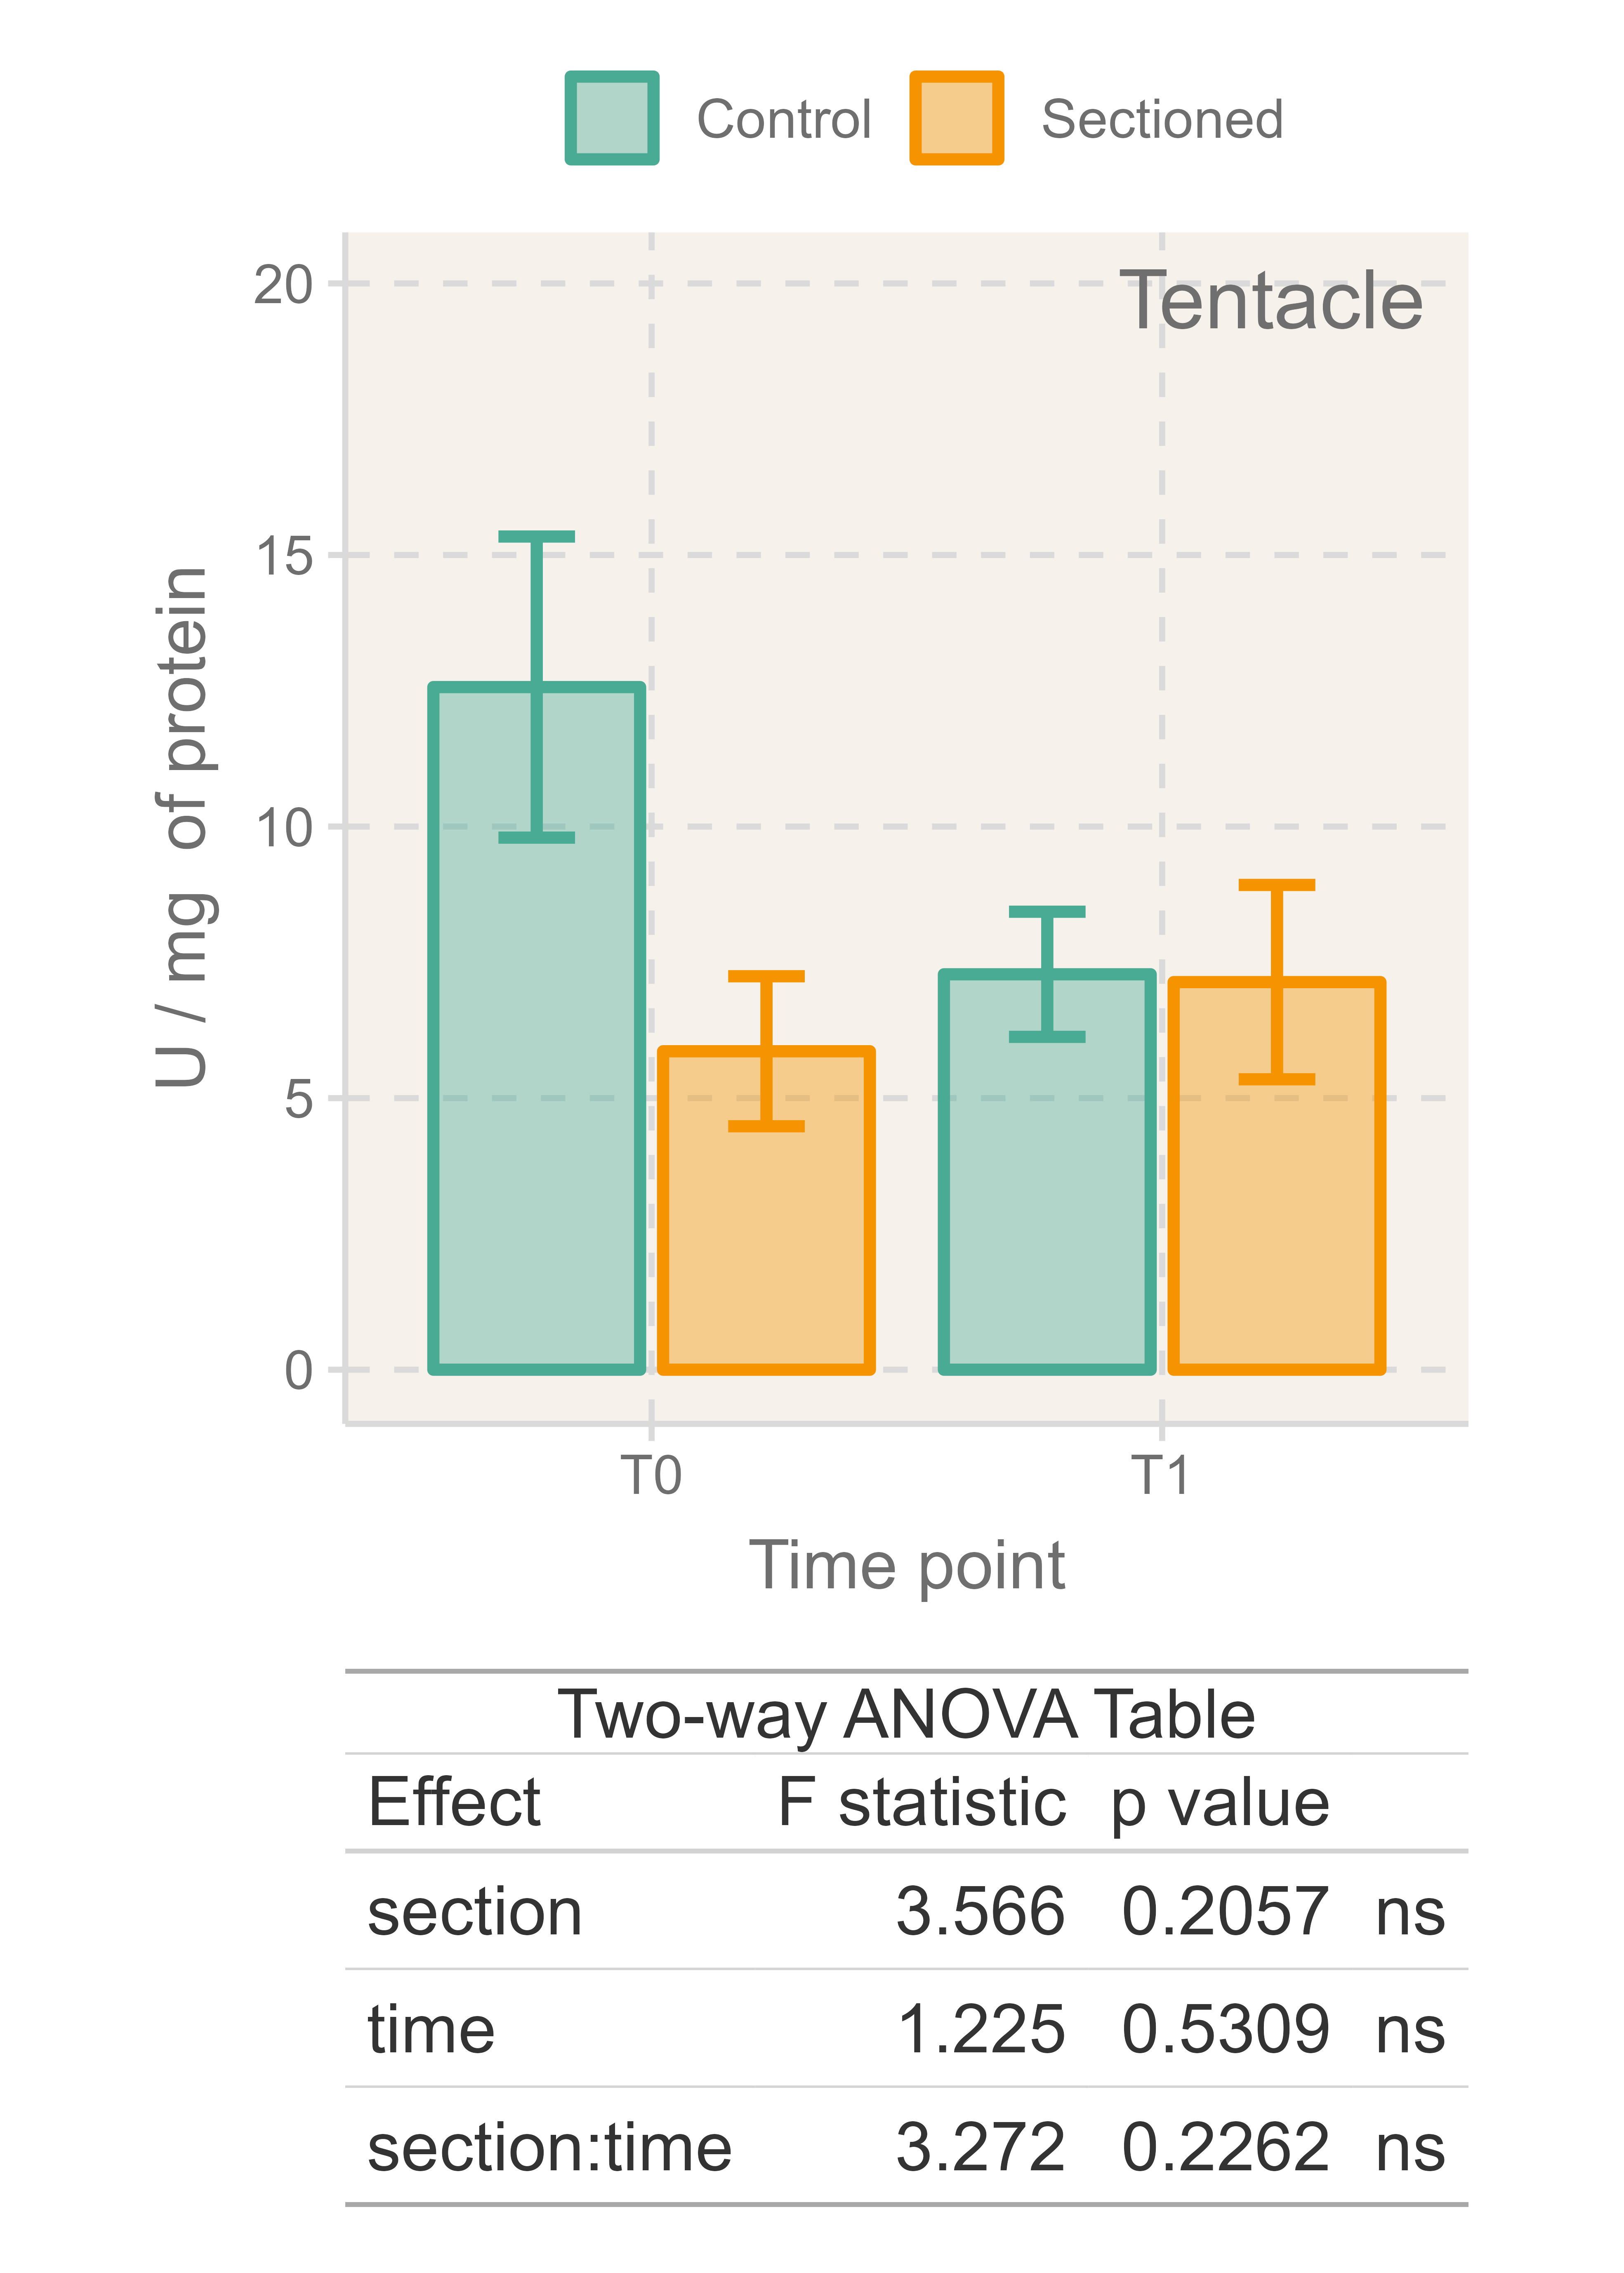 Control Sectioned
Tentacle
20
15
10
5
0
U / mg of protein
T0 T1
Time point
Two-way ANOVA Table
Effect F statistic p value
section 3.566 0.2057 ns
time 1.225 0.5309 ns
section:time 3.272 0.2262 ns